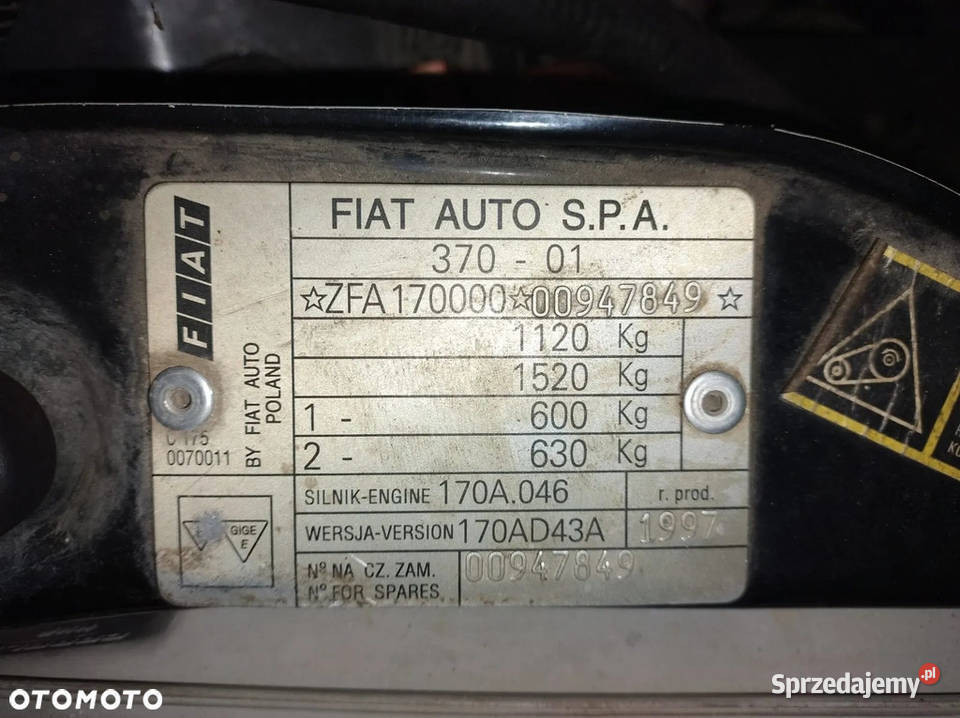 FIAT
BY FIAT AUTO
POLAND
0070011
GIGE
E
FIAT AUTO S.P.A.
370 - 01
☆ZFA170000☆00947849☆
1120 Kg
1520 Kg
1 - 600 Kg
2 - 630 Kg
SILNIK-ENGINE 170A.046 r. prod.
WERSJA-VERSION 170AD43A 1997
Nº NA CZ. ZAM. 00947849
Nº FOR SPARES
OTOMOTO
Sprzedajemy.pl